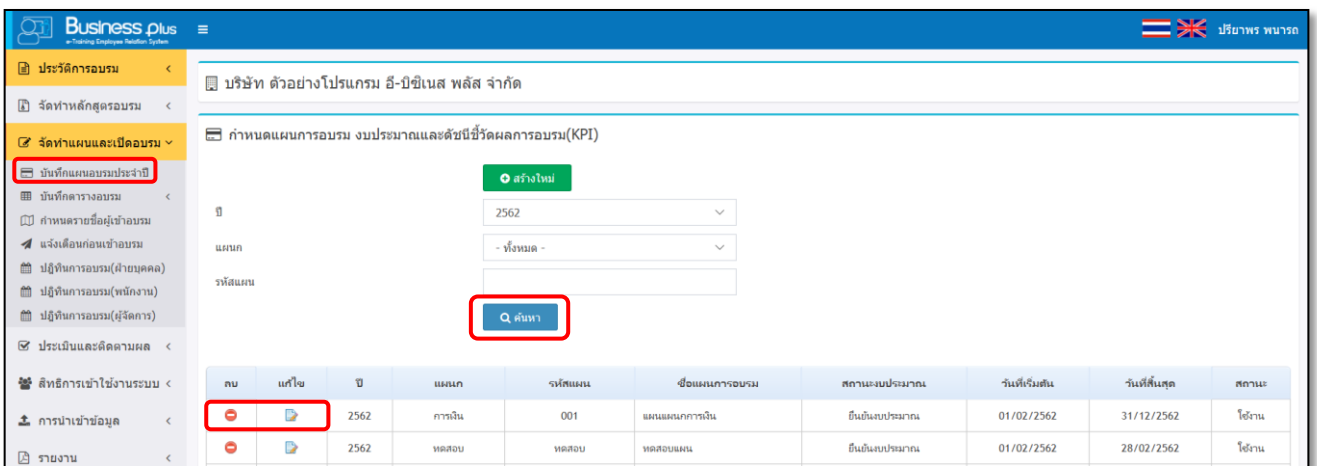 Business plus
e-Training Employee Relation System
ปรียาพร พนารถ
ประวัติการอบรม
จัดทำหลักสูตรอบรม
จัดทำแผนและเปิดอบรม
บันทึกแผนอบรมประจำปี
บันทึกตารางอบรม
กำหนดรายชื่อผู้เข้าอบรม
แจ้งเตือนก่อนเข้าอบรม
ปฏิทินการอบรม(ฝ่ายบุคคล)
ปฏิทินการอบรม(พนักงาน)
ปฏิทินการอบรม(ผู้จัดการ)
ประเมินและติดตามผล
สิทธิการเข้าใช้งานระบบ
การนำเข้าข้อมูล
รายงาน
บริษัท ตัวอย่างโปรแกรม อี-บิซิเนส พลัส จำกัด
กำหนดแผนการอบรม งบประมาณและดัชนีชี้วัดผลการอบรม(KPI)
สร้างใหม่
ปี 2562
แผนก - ทั้งหมด -
รหัสแผน
ค้นหา
ลบ แก้ไข ปี แผนก รหัสแผน ชื่อแผนการอบรม สถานะงบประมาณ วันที่เริ่มต้น วันที่สิ้นสุด สถานะ
2562 การเงิน 001 แผนแผนกการเงิน ยืนยันงบประมาณ 01/02/2562 31/12/2562 ใช้งาน
2562 ทดสอบ ทดสอบ ทดสอบแผน ยืนยันงบประมาณ 01/02/2562 28/02/2562 ใช้งาน